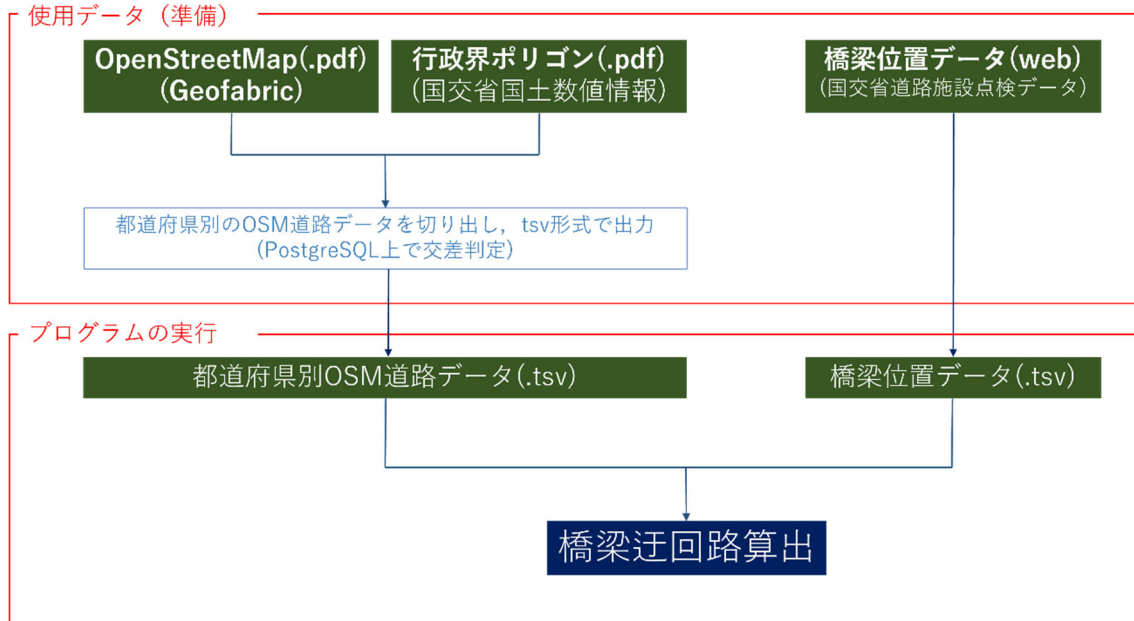 使用データ（準備）
OpenStreetMap(.pdf)
(Geofabric)
行政界ポリゴン(.pdf)
(国交省国土数値情報)
橋梁位置データ(web)
(国交省道路施設点検データ)
都道府県別のOSM道路データを切り出し，tsv形式で出力
(PostgreSQL上で交差判定)
プログラムの実行
都道府県別OSM道路データ(.tsv)
橋梁位置データ(.tsv)
橋梁迂回路算出